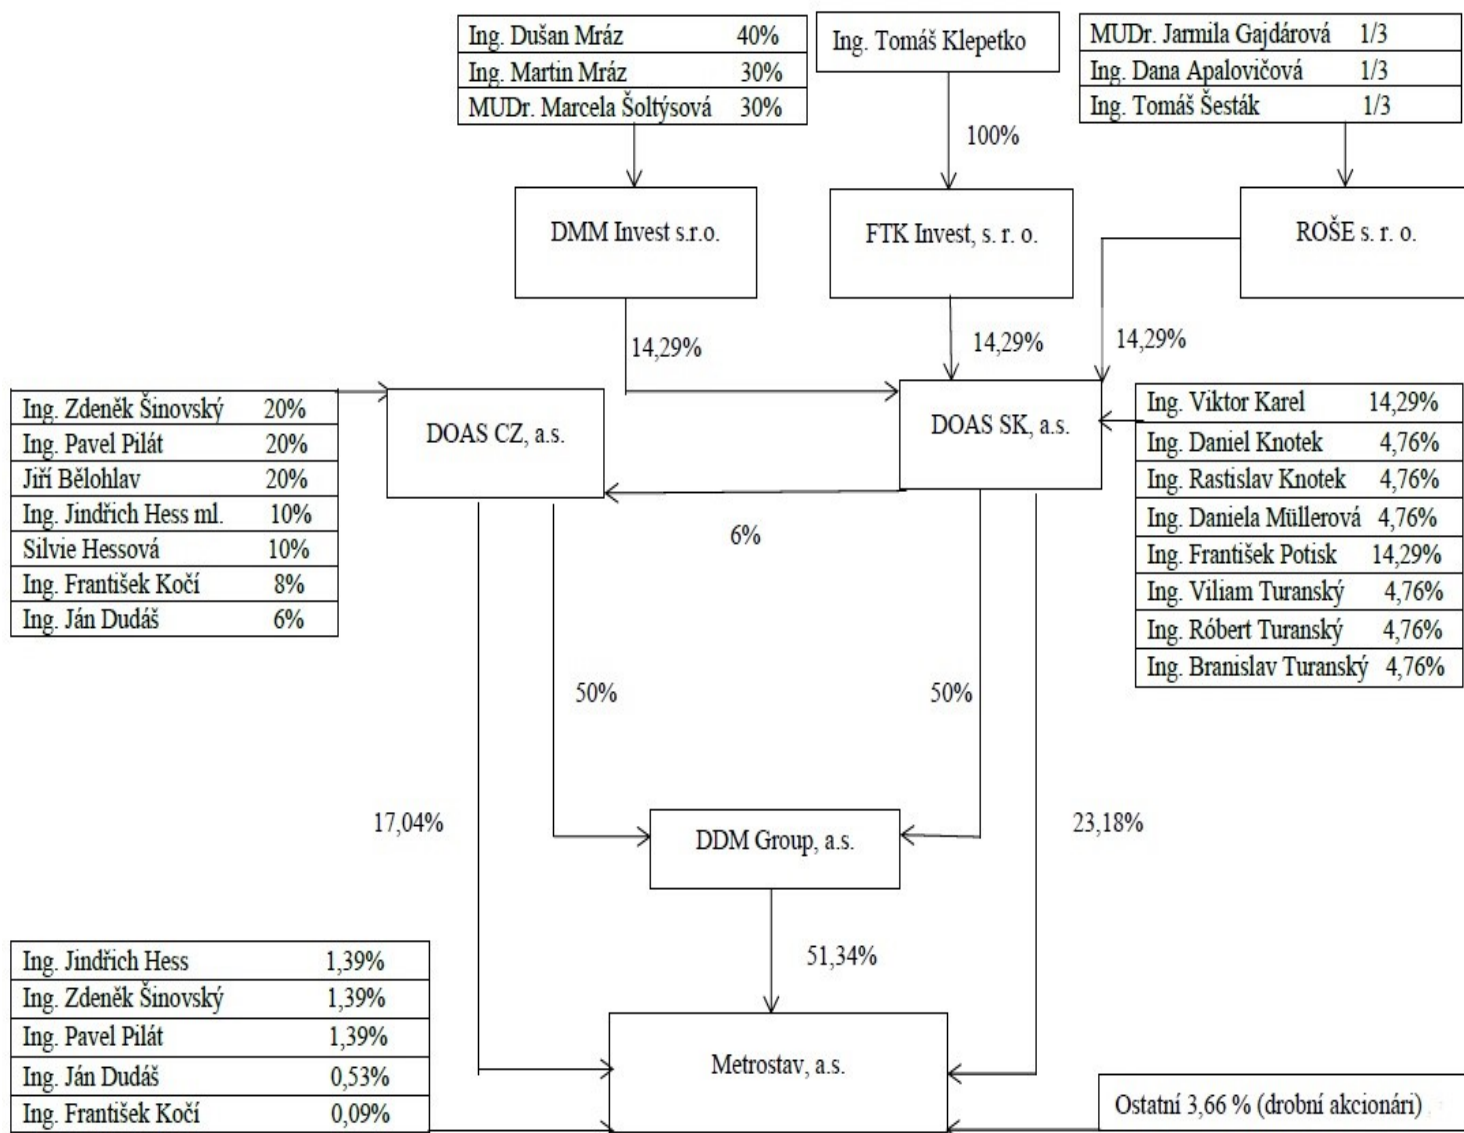 Ing. Dušan Mráz 40%
Ing. Martin Mráz 30%
MUDr. Marcela Šoltýsová 30%
Ing. Tomáš Klepetko
MUDr. Jarmila Gajdárová 1/3
Ing. Dana Apalovičová 1/3
Ing. Tomáš Šesták 1/3
100%
DMM Invest s.r.o.
FTK Invest, s. r. o.
ROŠE s. r. o.
14,29%
14,29%
14,29%
Ing. Zdeněk Šinovský 20%
Ing. Pavel Pilát 20%
Jiří Bělohlav 20%
Ing. Jindřich Hess ml. 10%
Silvie Hessová 10%
Ing. František Kočí 8%
Ing. Ján Dudáš 6%
DOAS CZ, a.s.
DOAS SK, a.s.
Ing. Viktor Karel 14,29%
Ing. Daniel Knotek 4,76%
Ing. Rastislav Knotek 4,76%
Ing. Daniela Müllerová 4,76%
Ing. František Potisk 14,29%
Ing. Viliam Turanský 4,76%
Ing. Róbert Turanský 4,76%
Ing. Branislav Turanský 4,76%
6%
50%
50%
17,04%
DDM Group, a.s.
23,18%
51,34%
Ing. Jindřich Hess 1,39%
Ing. Zdeněk Šinovský 1,39%
Ing. Pavel Pilát 1,39%
Ing. Ján Dudáš 0,53%
Ing. František Kočí 0,09%
Metrostav, a.s.
Ostatní 3,66 % (drobní akcionári)